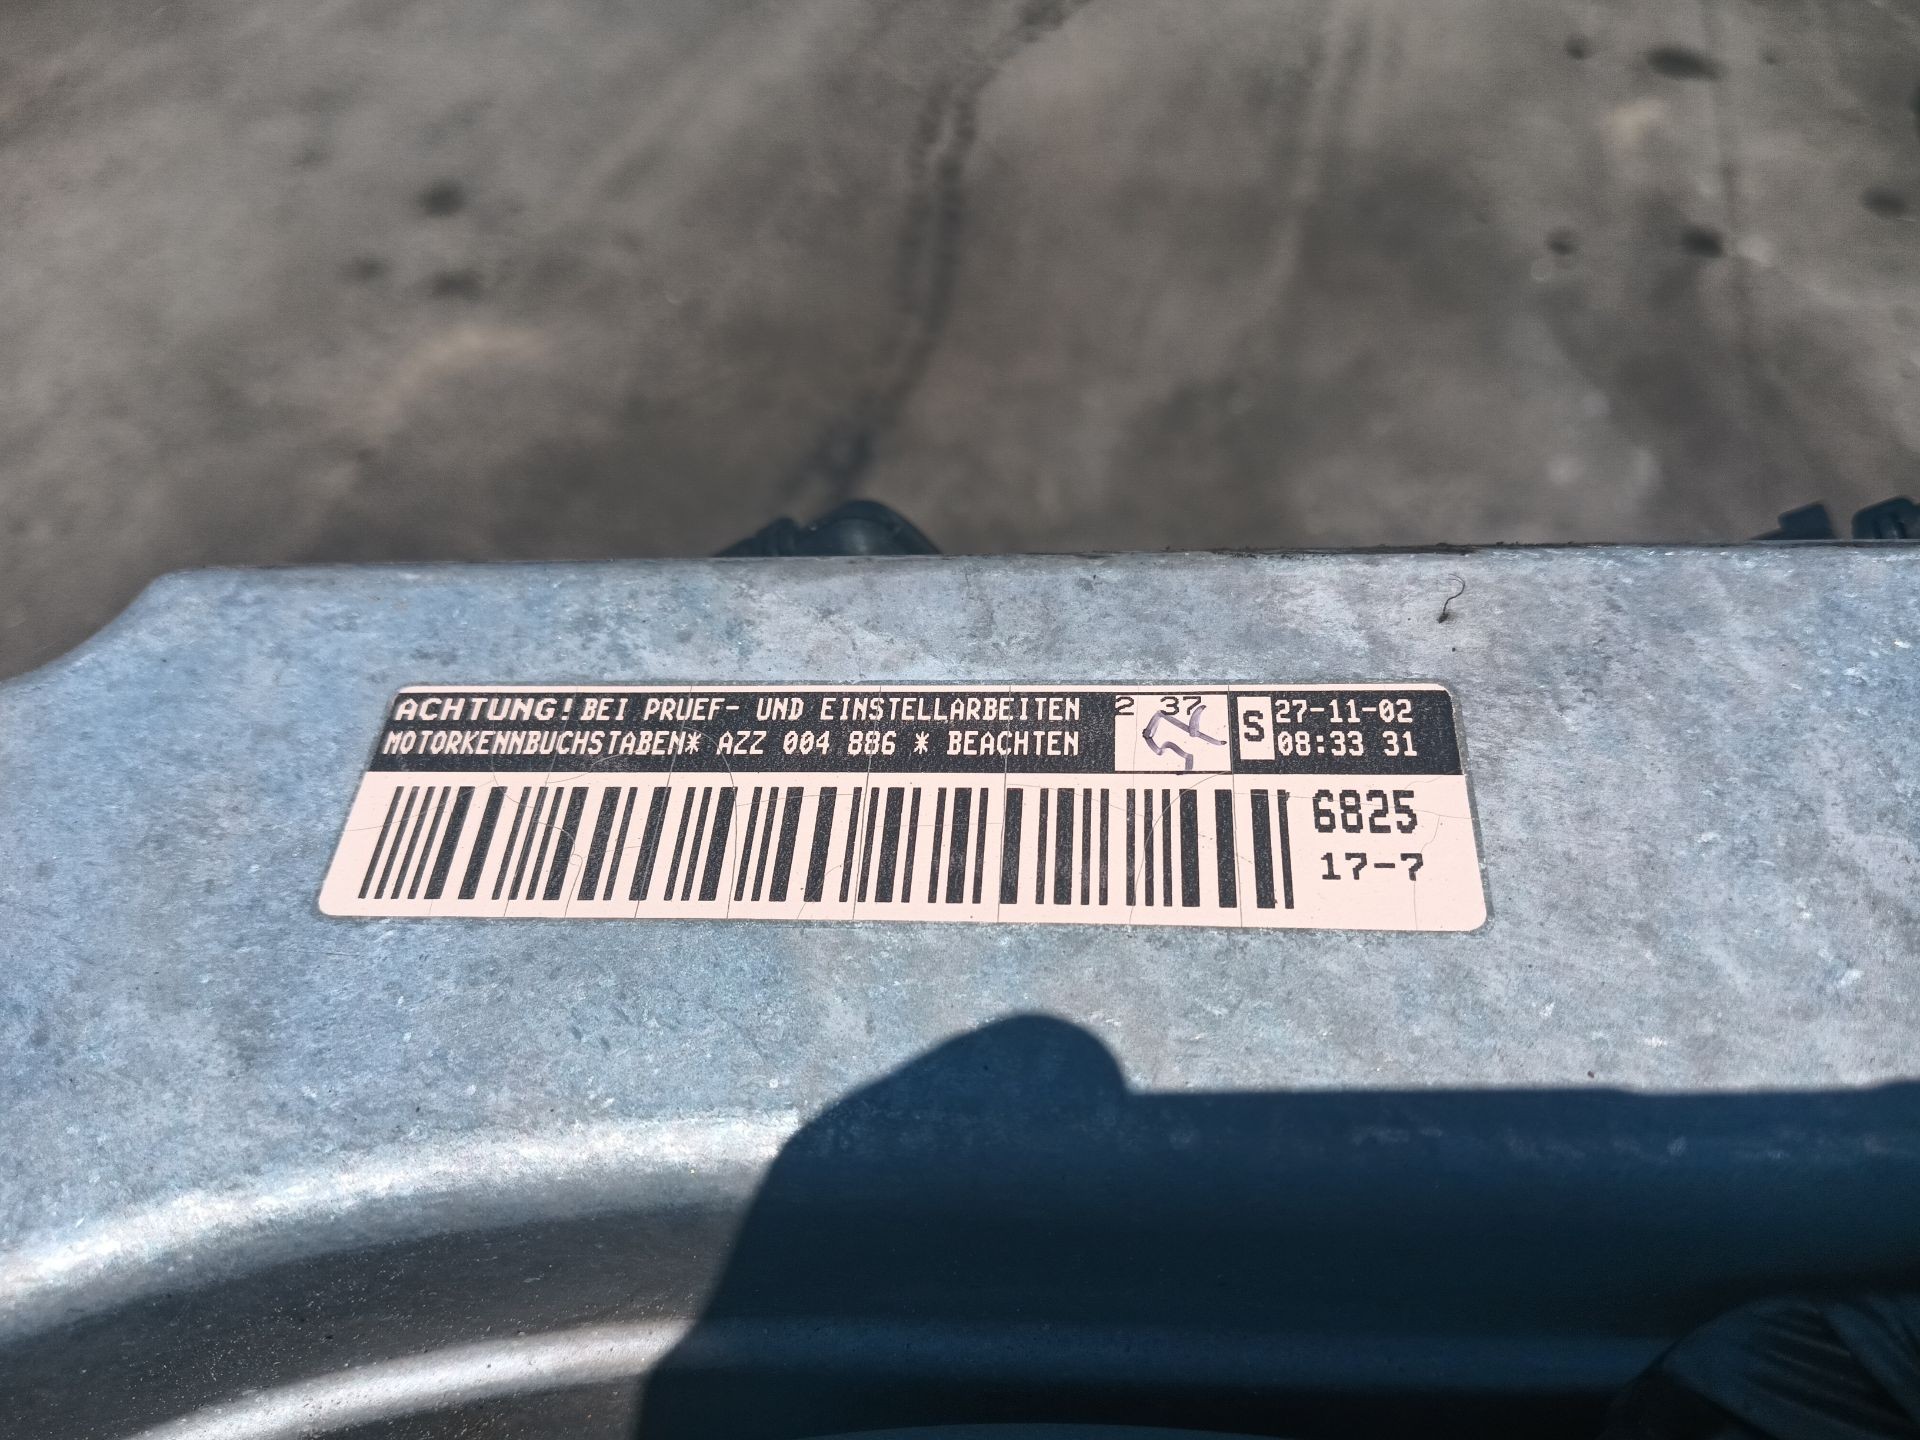 ACHTUNG! BEI PRUEF- UND EINSTELLARBEITEN
MOTORKENNBUCHSTABEN* AZZ 004 886 * BEACHTEN
2 37
S
27-11-02
08:33 31
6825
17-7